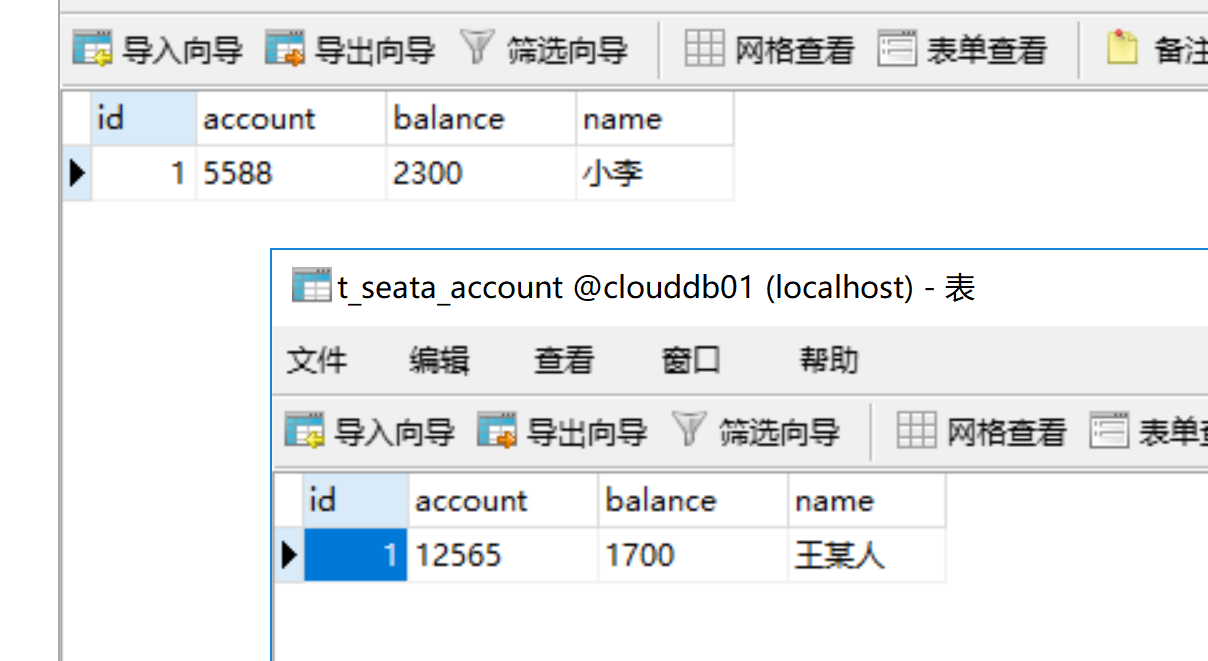 导入向导 导出向导 筛选向导 网格查看 表单查看 备注
id account balance name
1 5588 2300 小李
t_seata_account @clouddb01 (localhost) - 表
文件 编辑 查看 窗口 帮助
导入向导 导出向导 筛选向导 网格查看 表单查
id account balance name
1 12565 1700 王某人